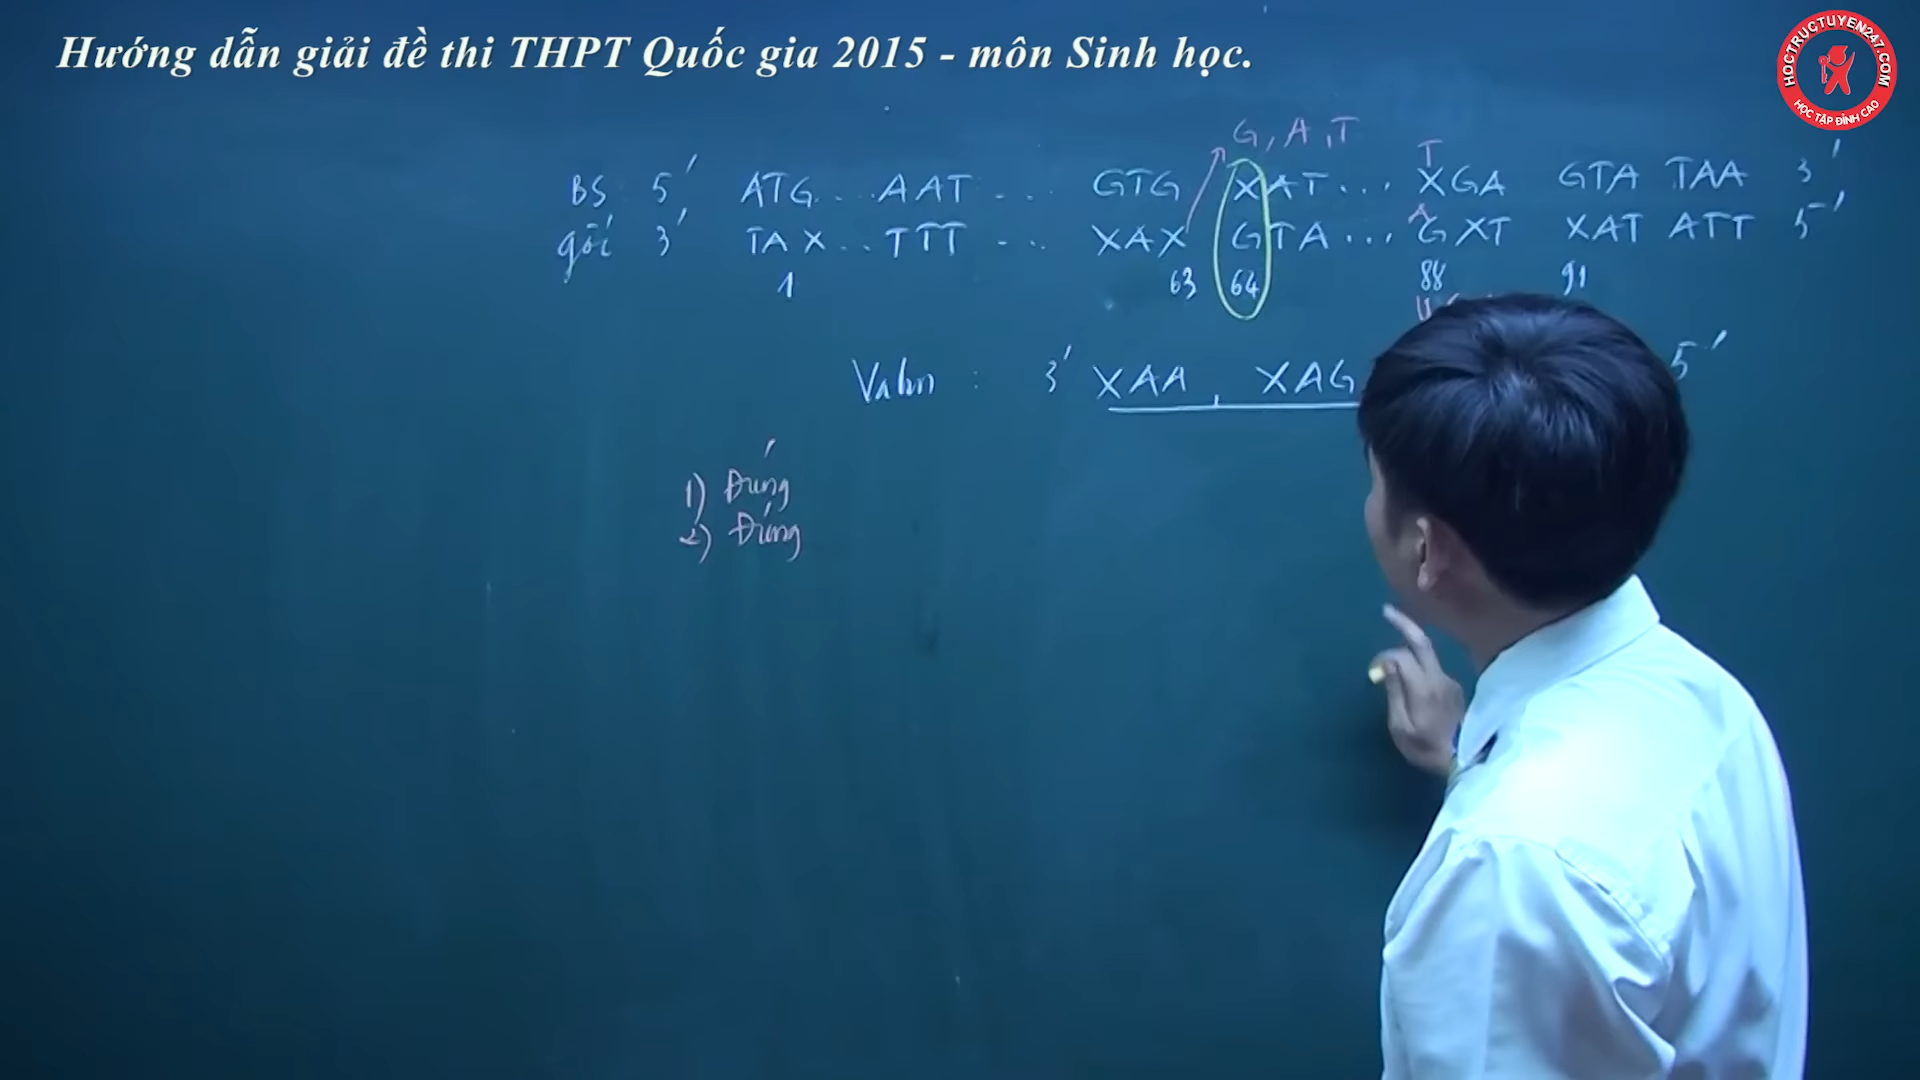 Hướng dẫn giải đề thi THPT Quốc gia 2015 - môn Sinh học.
HOCTRUCTUYEN247.COM
HỌC TẬP ĐỈNH CAO
G, A, T
T
BS 5' ATG... AAT ... GTG XAT... XGA GTA TAA 3'
A
gốc 3' TAX... TTT ... XAX GTA... GXT XAT ATT 5'
1 63 64 88 91
U
Valin : 3' XAA, XAG 5'
1) Đúng
2) Đúng